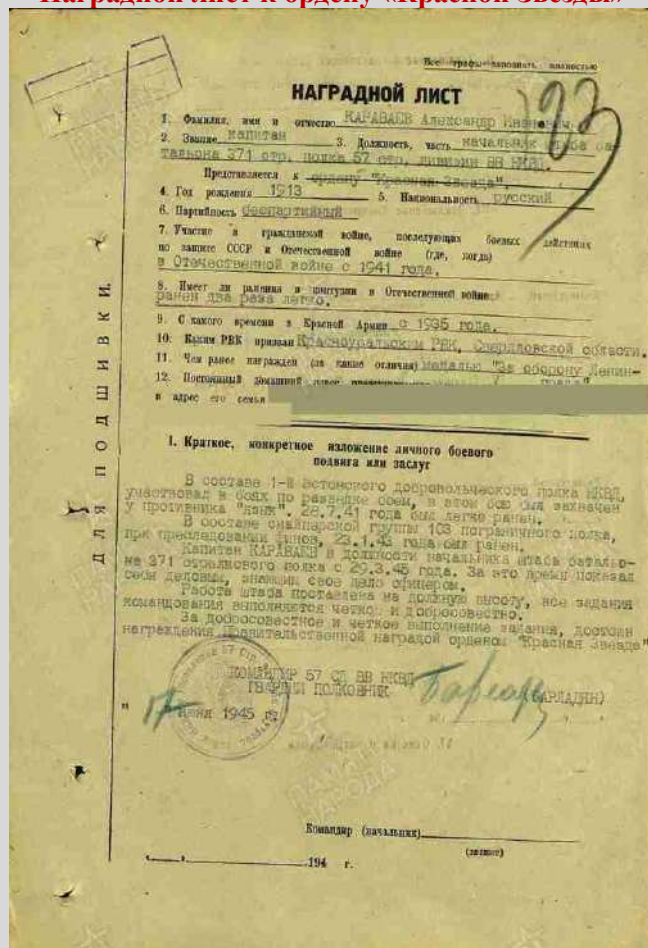 Наградной лист к ордену «Красной Звезды»
Все графы заполнять полностью
НАГРАДНОЙ ЛИСТ
193
1. Фамилия, имя и отчество КАРАВАЕВ Александр Иванович
2. Звание капитан 3. Должность, часть начальник штаба ба-
тальона 371 стр. полка 57 стр. дивизии ВВ НКВД.
Представляется к ордену "Красная Звезда".
4. Год рождения 1913 5. Национальность русский
6. Партийность беспартийный
7. Участие в гражданской войне, последующих боевых действиях
по защите СССР и Отечественной войне (где, когда)
в Отечественной войне с 1941 года.
8. Имеет ли ранения и контузии в Отечественной войне
ранен два раза легко.
9. С какого времени в Красной Армии с 1935 года.
10. Каким РВК призван Красноуральским РВК, Свердловской области.
11. Чем ранее награжден (за какие отличия) медалью "За оборону Ленин-
12. Постоянный домашний адрес
и адрес его семьи
ДЛЯ ПОДШИВКИ.
I. Краткое, конкретное изложение личного боевого
подвига или заслуг
В составе 1-й Эстонского добровольческого полка НКВД,
участвовал в боях по разведке боем, в этом бою был захвачен
у противника "язык". 28.7.41 года был легко ранен.
В составе снайперской группы 103 пограничного полка,
при преследовании финов, 23.1.43 года был ранен.
Капитан КАРАВАЕВ в должности начальника штаба батальо-
на 371 стрелкового полка с 29.3.45 года. За это время показал
себя деловым, знающим свое дело офицером.
Работа штаба поставлена на должную высоту, все задания
командования выполняются четко и добросовестно.
За добросовестное и четкое выполнение задания, достоин
награждения Правительственной наградой орденом "Красная Звезда"
КОМАНДИР 57 СД ВВ НКВД
ГВАРДИИ ПОЛКОВНИК
"17 июня 1945
ПАМЯТЬ НАРОДА
Командир (начальник)
(звание)
194 г.